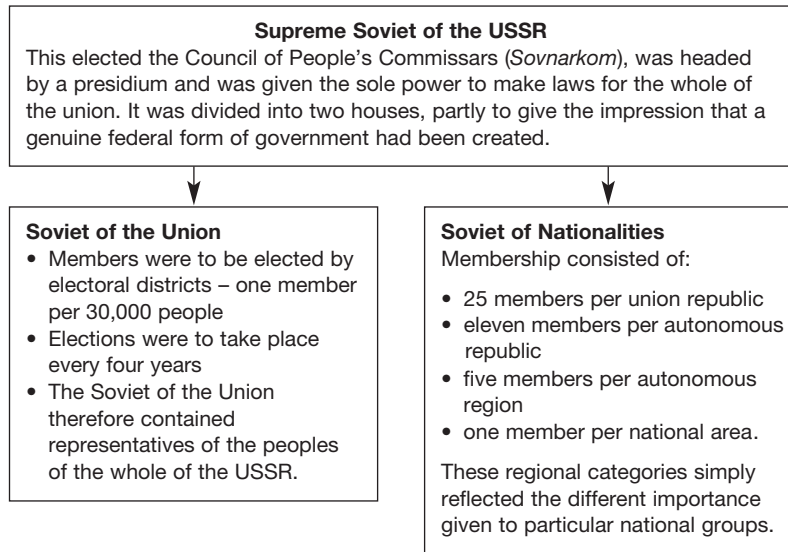 Supreme Soviet of the USSR
This elected the Council of People’s Commissars (Sovnarkom), was headed
by a presidium and was given the sole power to make laws for the whole of
the union. It was divided into two houses, partly to give the impression that a
genuine federal form of government had been created.
Soviet of the Union
• Members were to be elected by
electoral districts – one member
per 30,000 people
• Elections were to take place
every four years
• The Soviet of the Union
therefore contained
representatives of the peoples
of the whole of the USSR.
Soviet of Nationalities
Membership consisted of:
• 25 members per union republic
• eleven members per autonomous
republic
• five members per autonomous
region
• one member per national area.
These regional categories simply
reflected the different importance
given to particular national groups.